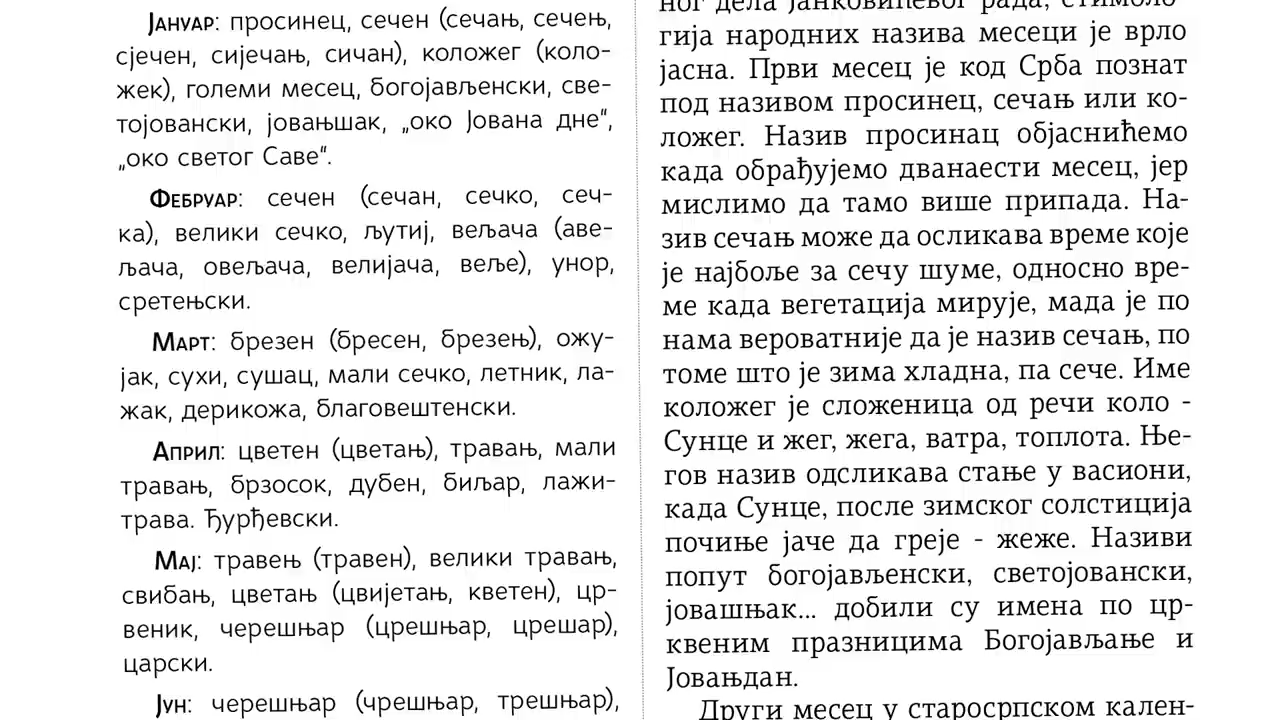 Јануар: просинец, сечен (сечањ, сечењ,
сјечен, сијечањ, сичан), коложег (коло-
жек), големи месец, богојављенски, све-
тојовански, јовањшак, „око Јована дне“,
„око светог Саве“.
Фебруар: сечен (сечан, сечко, сеч-
ка), велики сечко, љутиј, вељача (аве-
љача, овељача, велијача, веље), унор,
сретењски.
Март: брезен (бресен, брезењ), ожу-
јак, сухи, сушац, мали сечко, летник, ла-
жак, дерикожа, благовештенски.
Април: цветен (цветањ), травањ, мали
травањ, брзосок, дубен, биљар, лажи-
трава. Ђурђевски.
Мај: травењ (травен), велики травањ,
свибањ, цветањ (цвијетањ, кветен), цр-
веник, черешњар (црешњар, црешар),
царски.
Јун: черешњар (чрешњар, трешњар),
ног дела Јанковићевог рада, етимоло-
гија народних назива месеци је врло
јасна. Први месец је код Срба познат
под називом просинец, сечањ или ко-
ложег. Назив просинац објаснићемо
када обрађујемо дванаести месец, јер
мислимо да тамо више припада. На-
зив сечањ може да осликава време које
је најбоље за сечу шуме, односно вре-
ме када вегетација мирује, мада је по
нама вероватније да је назив сечањ, по
томе што је зима хладна, па сече. Име
коложег је сложеница од речи коло -
Сунце и жег, жега, ватра, топлота. Ње-
гов назив одсликава стање у васиони,
када Сунце, после зимског солстиција
почиње јаче да греје - жеже. Називи
попут богојављенски, светојовански,
јовашњак... добили су имена по цр-
квеним празницима Богојављање и
Јовањдан.
Други месец у старосрпском кален-